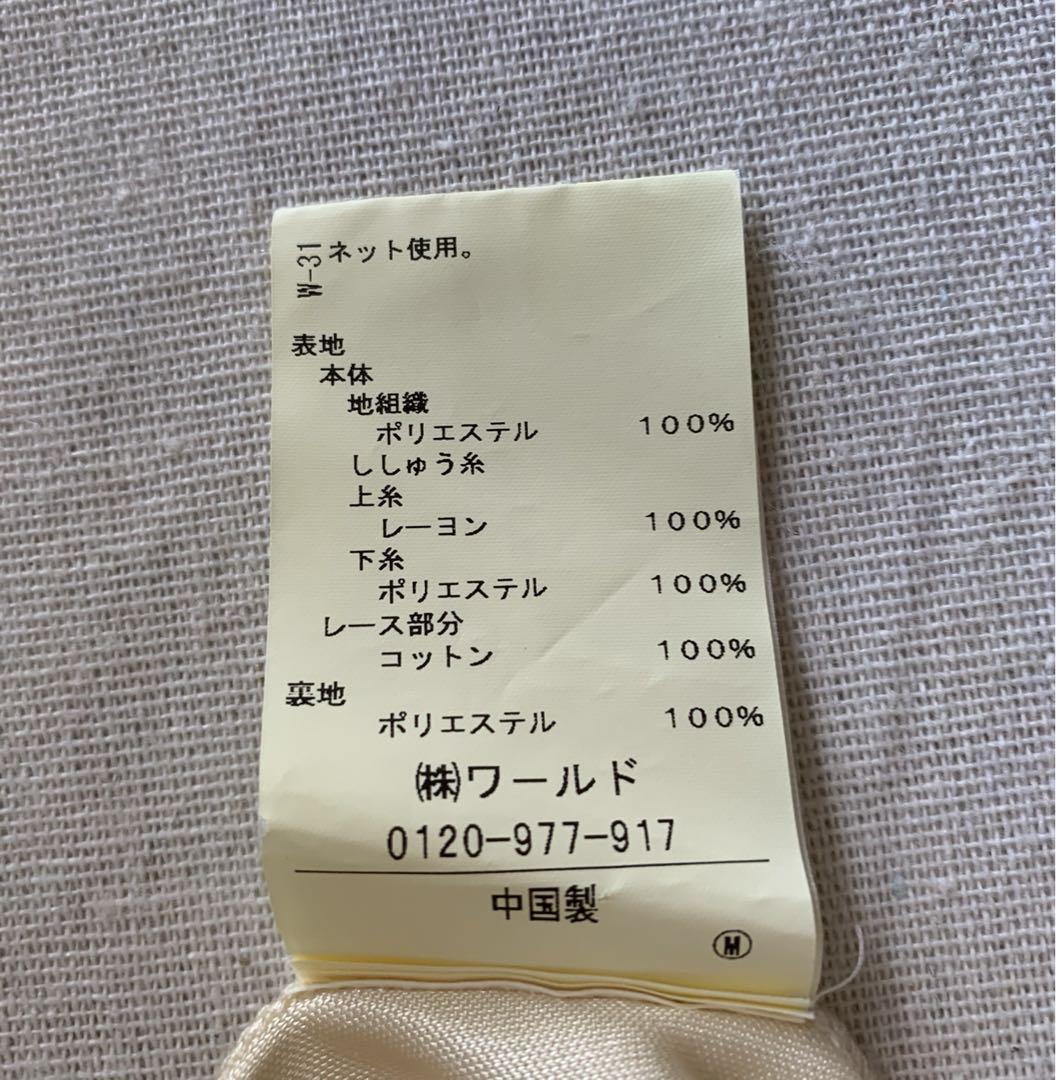 W-31
ネット使用。
表地
本体
地組織
ポリエステル 100%
ししゅう糸
上糸
レーヨン 100%
下糸
ポリエステル 100%
レース部分
コットン 100%
裏地
ポリエステル 100%
㈱ワールド
0120-977-917
中国製
Ⓜ